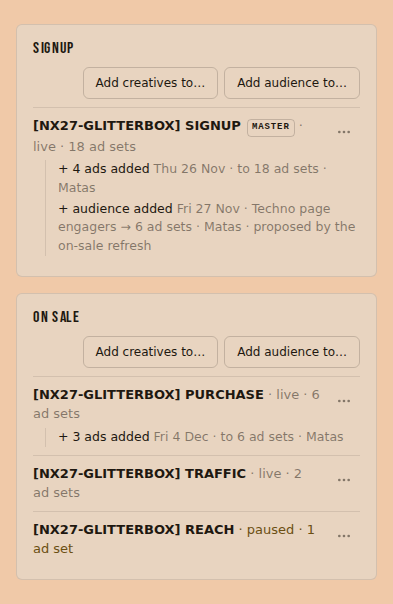 SIGNUP
Add creatives to… Add audience to…
[NX27-GLITTERBOX] SIGNUP MASTER · …
live · 18 ad sets
+ 4 ads added Thu 26 Nov · to 18 ad sets ·
Matas
+ audience added Fri 27 Nov · Techno page
engagers → 6 ad sets · Matas · proposed by the
on-sale refresh
ON SALE
Add creatives to… Add audience to…
[NX27-GLITTERBOX] PURCHASE · live · 6 …
ad sets
+ 3 ads added Fri 4 Dec · to 6 ad sets · Matas
[NX27-GLITTERBOX] TRAFFIC · live · 2 …
ad sets
[NX27-GLITTERBOX] REACH · paused · 1 …
ad set